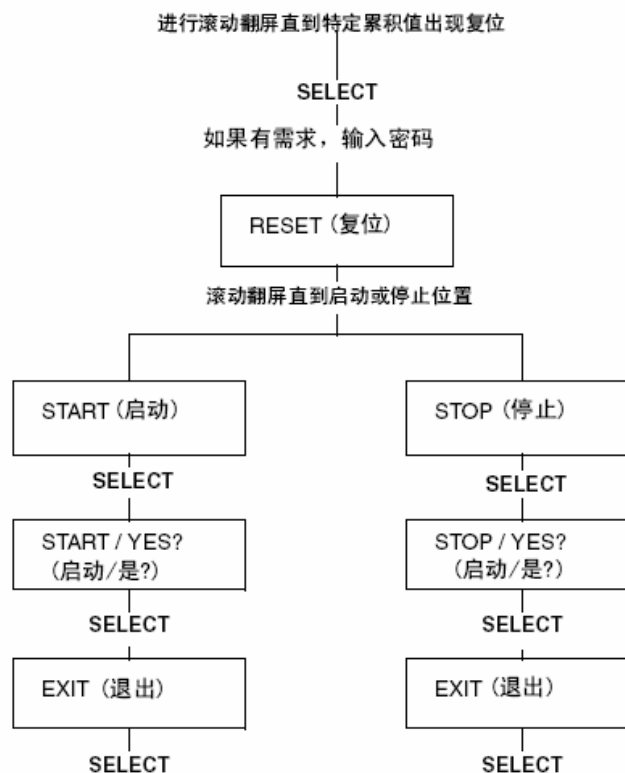 进行滚动翻屏直到特定累积值出现复位
SELECT
如果有需求，输入密码
RESET (复位)
滚动翻屏直到启动或停止位置
START (启动)
STOP (停止)
SELECT
SELECT
START / YES?
(启动/是?)
STOP / YES?
(启动/是?)
SELECT
SELECT
EXIT (退出)
EXIT (退出)
SELECT
SELECT